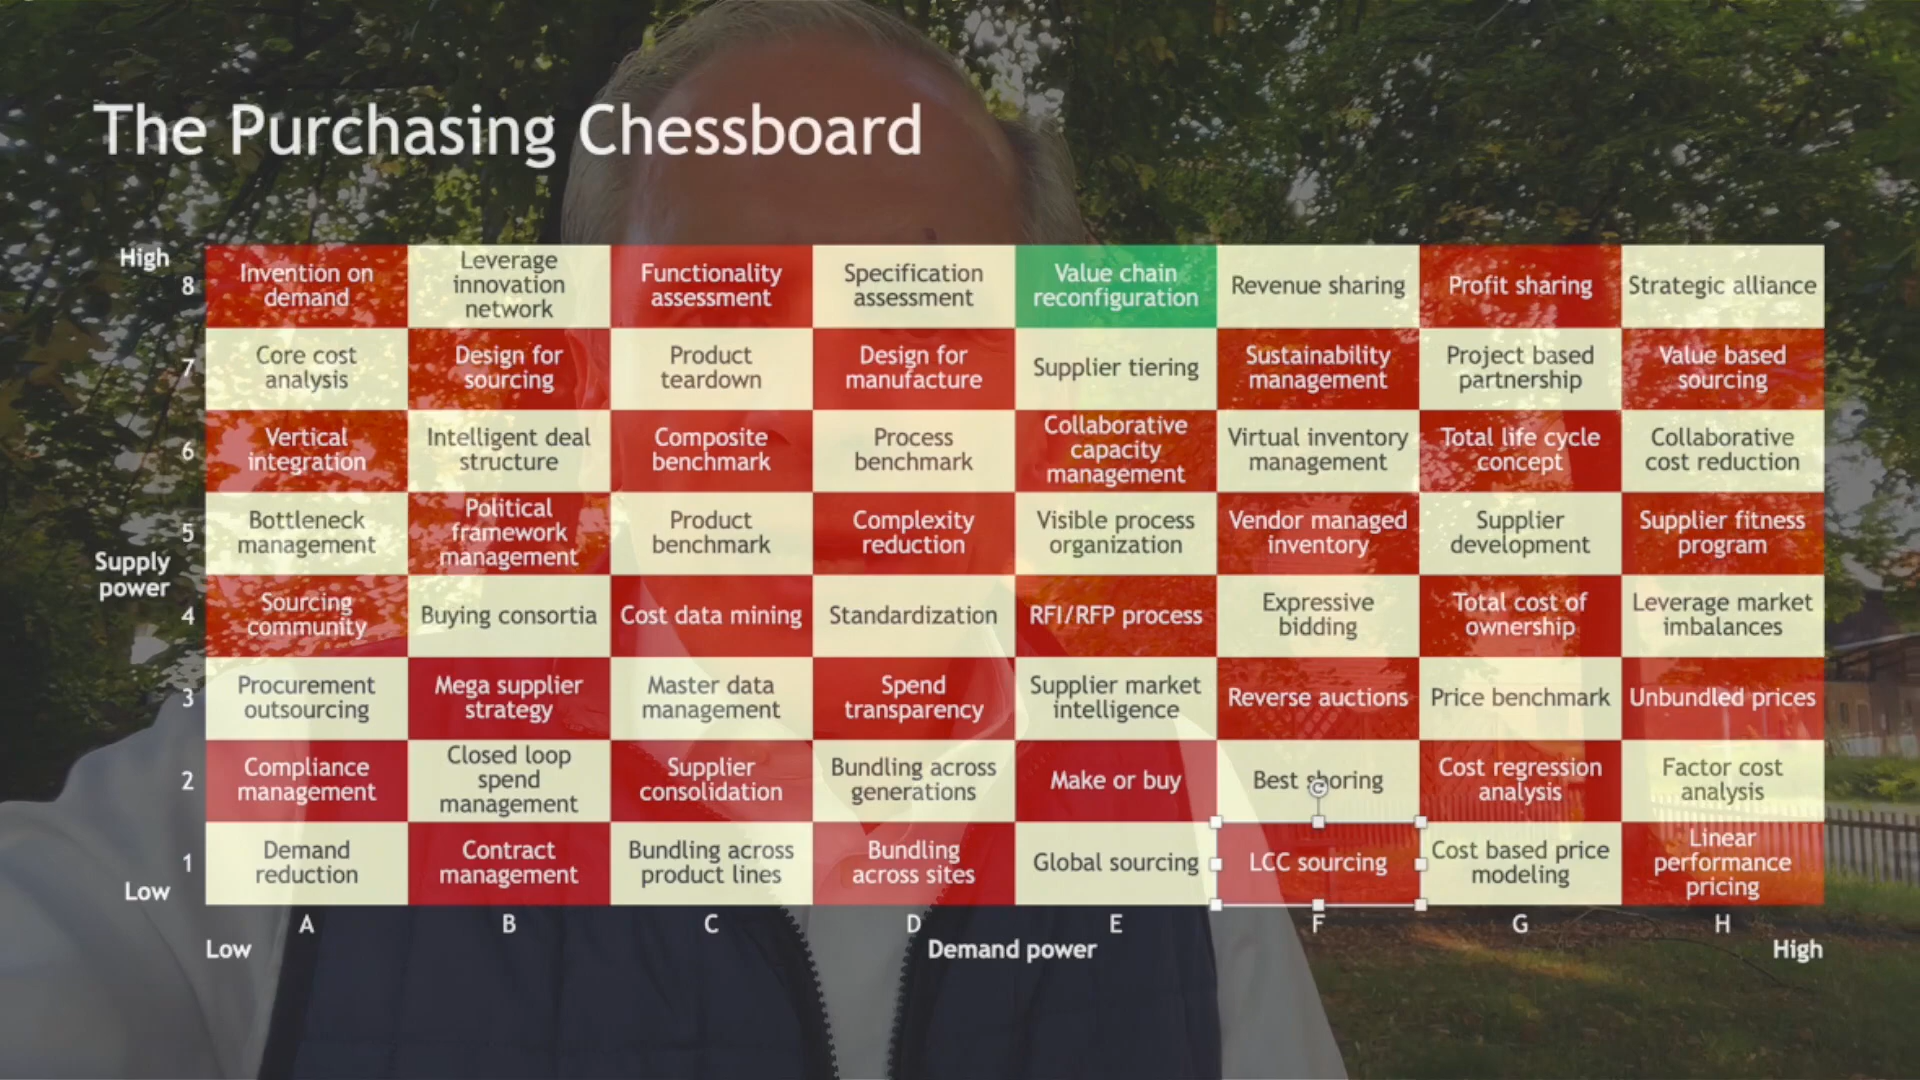 The Purchasing Chessboard
High
8
Invention on
demand
Leverage
innovation
network
Functionality
assessment
Specification
assessment
Value chain
reconfiguration
Revenue sharing
Profit sharing
Strategic alliance
7
Core cost
analysis
Design for
sourcing
Product
teardown
Design for
manufacture
Supplier tiering
Sustainability
management
Project based
partnership
Value based
sourcing
6
Vertical
integration
Intelligent deal
structure
Composite
benchmark
Process
benchmark
Collaborative
capacity
management
Virtual inventory
management
Total life cycle
concept
Collaborative
cost reduction
5
Bottleneck
management
Political
framework
management
Product
benchmark
Complexity
reduction
Visible process
organization
Vendor managed
inventory
Supplier
development
Supplier fitness
program
Supply
power
4
Sourcing
community
Buying consortia
Cost data mining
Standardization
RFI/RFP process
Expressive
bidding
Total cost of
ownership
Leverage market
imbalances
3
Procurement
outsourcing
Mega supplier
strategy
Master data
management
Spend
transparency
Supplier market
intelligence
Reverse auctions
Price benchmark
Unbundled prices
2
Compliance
management
Closed loop
spend
management
Supplier
consolidation
Bundling across
generations
Make or buy
Best shoring
Cost regression
analysis
Factor cost
analysis
1
Low
Demand
reduction
Contract
management
Bundling across
product lines
Bundling
across sites
Global sourcing
LCC sourcing
Cost based price
modeling
Linear
performance
pricing
A B C D E F G H
Low Demand power High